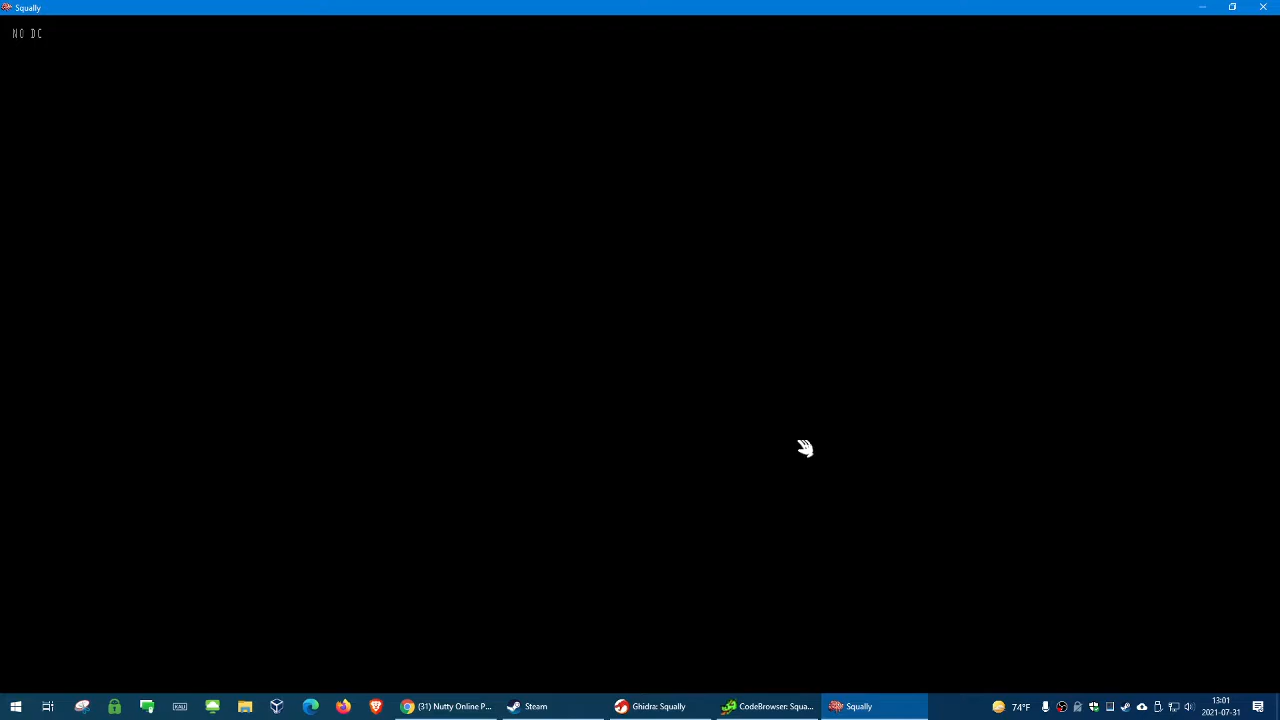 Squally
NO DC
(31) Nutty Online P...
Steam
Ghidra: Squally
CodeBrowser: Squa...
Squally
74°F
13:01
2021-07-31